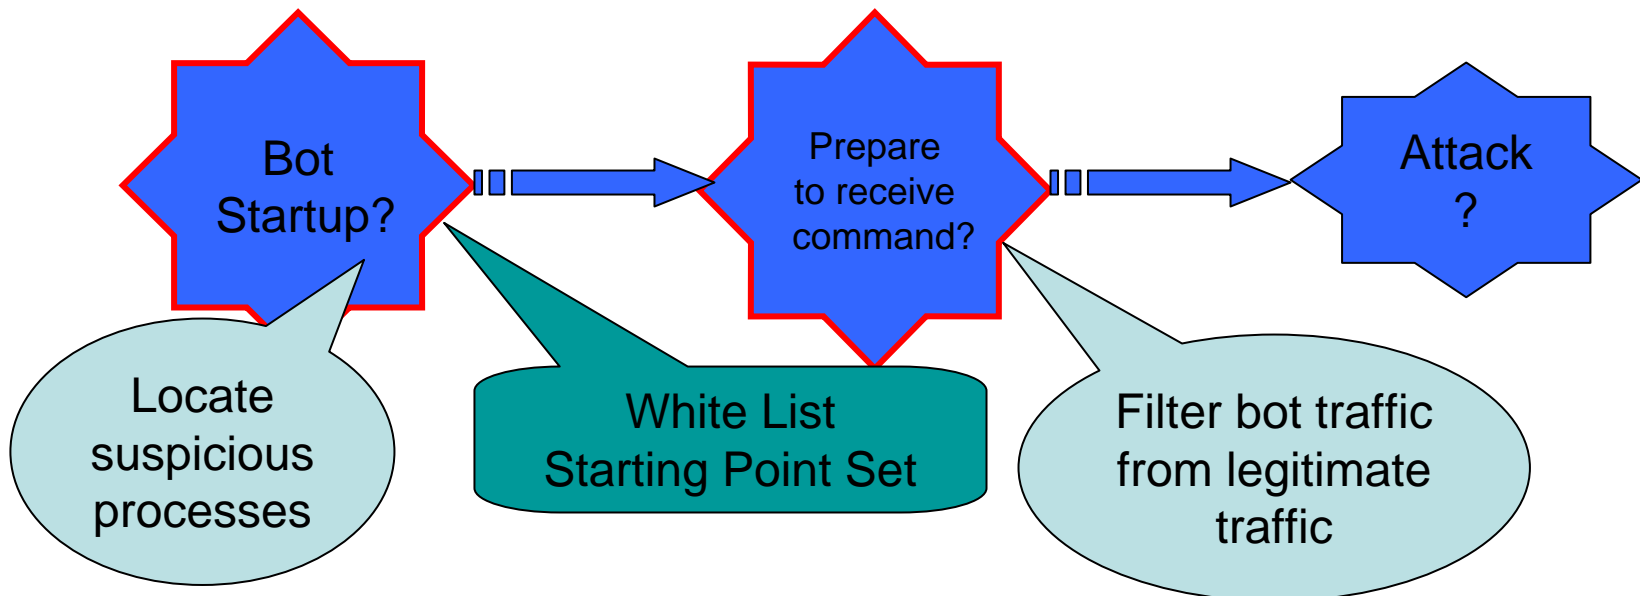 Bot
Startup?
Prepare
to receive
command?
Attack
?
Locate
suspicious
processes
White List
Starting Point Set
Filter bot traffic
from legitimate
traffic